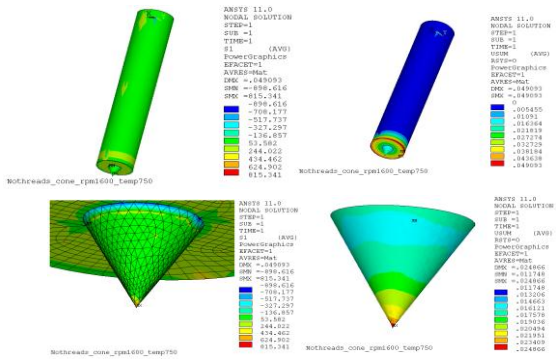 ANSYS 11.0
NODAL SOLUTION
STEP=1
SUB =1
TIME=1
S1 (AVG)
PowerGraphics
EFACET=1
AVRES=Mat
DMX =.049093
SMN =-898.616
SMX =815.341
-898.616
-708.177
-517.737
-327.297
-136.857
53.582
244.022
434.462
624.902
815.341
Nothreads_cone_rpm1600_temp750
ANSYS 11.0
NODAL SOLUTION
STEP=1
SUB =1
TIME=1
USUM (AVG)
RSYS=0
PowerGraphics
EFACET=1
AVRES=Mat
DMX =.049093
SMX =.049093
0
.005455
.01091
.016364
.021819
.027274
.032729
.038184
.043638
.049093
Nothreads_cone_rpm1600_temp750
ANSYS 11.0
NODAL SOLUTION
STEP=1
SUB =1
TIME=1
S1 (AVG)
PowerGraphics
EFACET=1
AVRES=Mat
DMX =.049093
SMN =-898.616
SMX =815.341
-898.616
-708.177
-517.737
-327.297
-136.857
53.582
244.022
434.462
624.902
815.341
Nothreads_cone_rpm1600_temp750
ANSYS 11.0
NODAL SOLUTION
STEP=1
SUB =1
TIME=1
USUM (AVG)
RSYS=0
PowerGraphics
EFACET=1
AVRES=Mat
DMX =.024866
SMN =.011748
SMX =.024866
.011748
.013206
.014663
.016121
.017578
.019036
.020494
.021951
.023409
.024866
Nothreads_cone_rpm1600_temp750